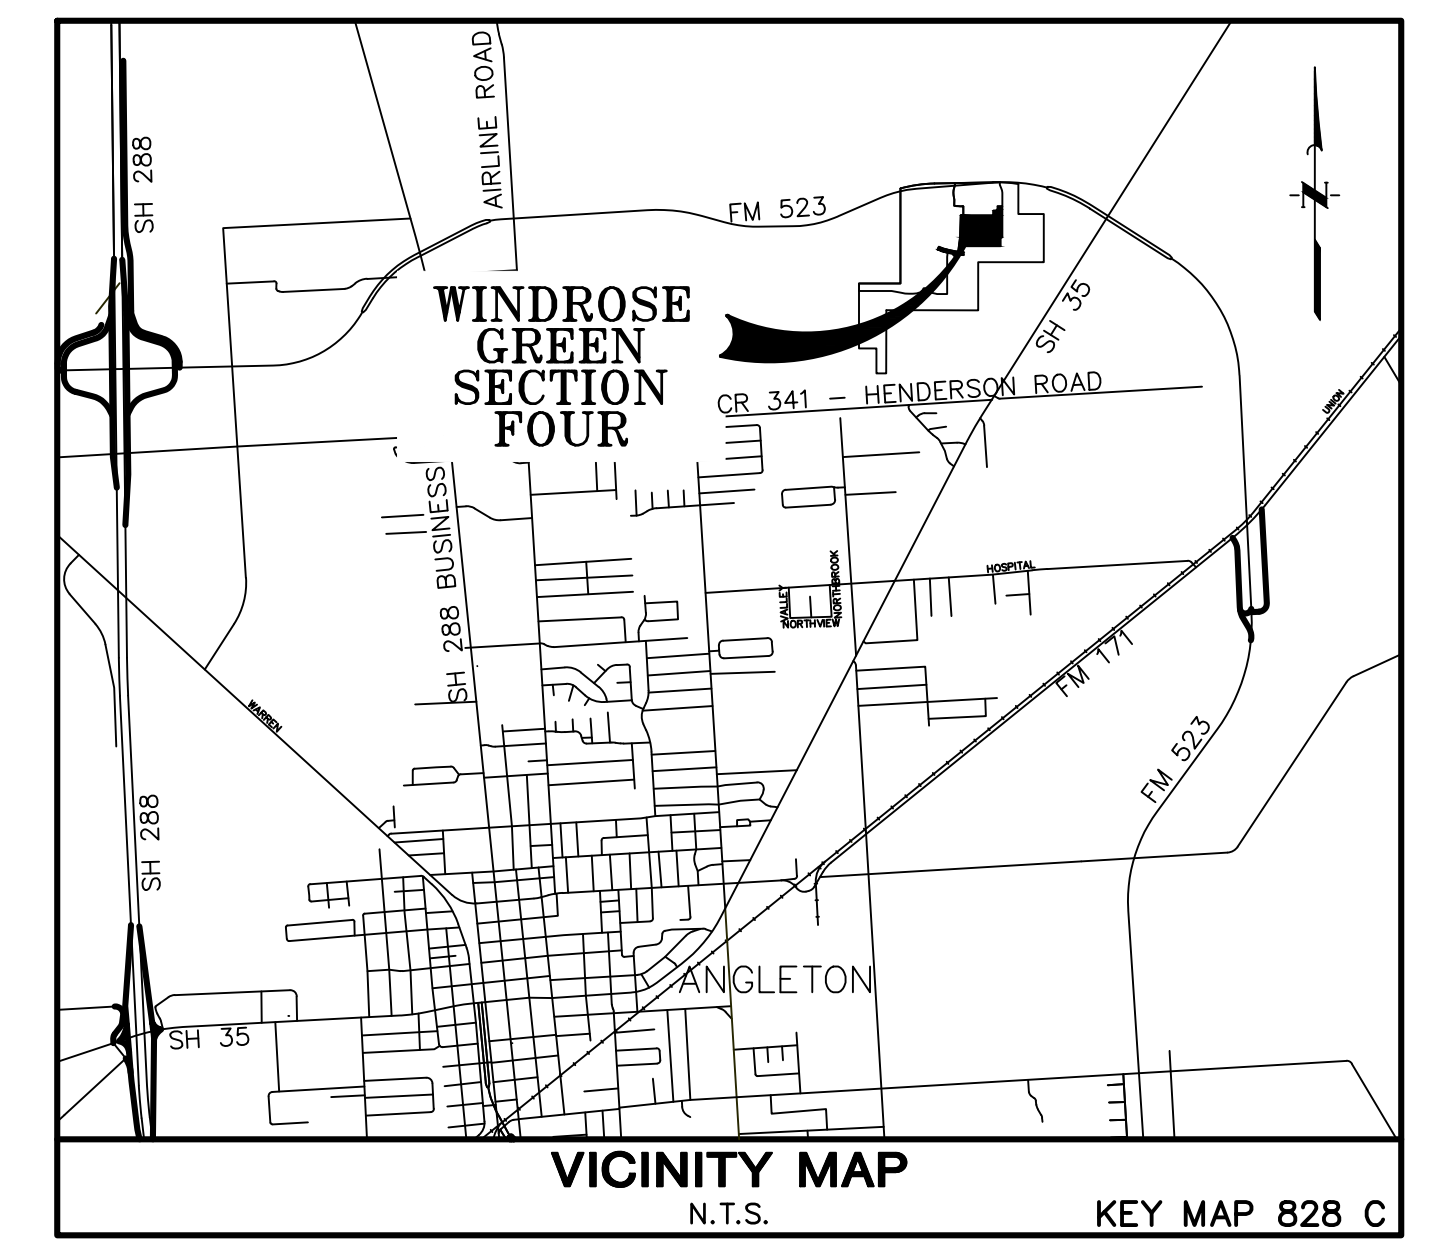 AIRLINE ROAD
SH 288
FM 523
N
SH 35
WINDROSE
GREEN
SECTION
FOUR
CR 341 - HENDERSON ROAD
UNION
SH 288 BUSINESS
HOSPITAL
VALLEY
NORTHBROOK
NORTHVIEW
FM 171
WARREN
FM 523
SH 288
ANGLETON
SH 35
VICINITY MAP
N.T.S.
KEY MAP 828 C